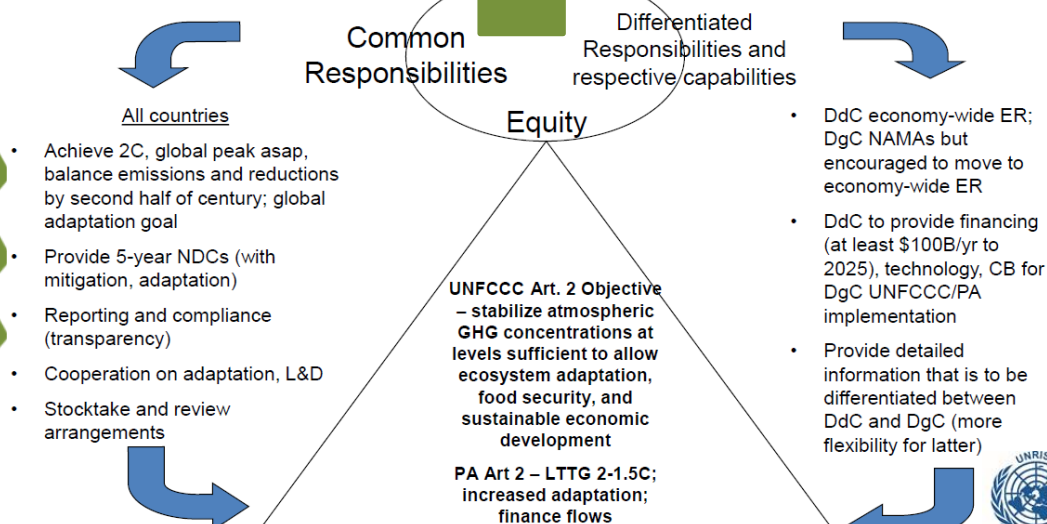 Common
Responsibilities
Differentiated
Responsibilities and
respective capabilities
Equity
All countries
• Achieve 2C, global peak asap,
balance emissions and reductions
by second half of century; global
adaptation goal
• Provide 5-year NDCs (with
mitigation, adaptation)
• Reporting and compliance
(transparency)
• Cooperation on adaptation, L&D
• Stocktake and review
arrangements
UNFCCC Art. 2 Objective
– stabilize atmospheric
GHG concentrations at
levels sufficient to allow
ecosystem adaptation,
food security, and
sustainable economic
development
PA Art 2 – LTTG 2-1.5C;
increased adaptation;
finance flows
• DdC economy-wide ER;
DgC NAMAs but
encouraged to move to
economy-wide ER
• DdC to provide financing
(at least $100B/yr to
2025), technology, CB for
DgC UNFCCC/PA
implementation
• Provide detailed
information that is to be
differentiated between
DdC and DgC (more
flexibility for latter)
UNRIS